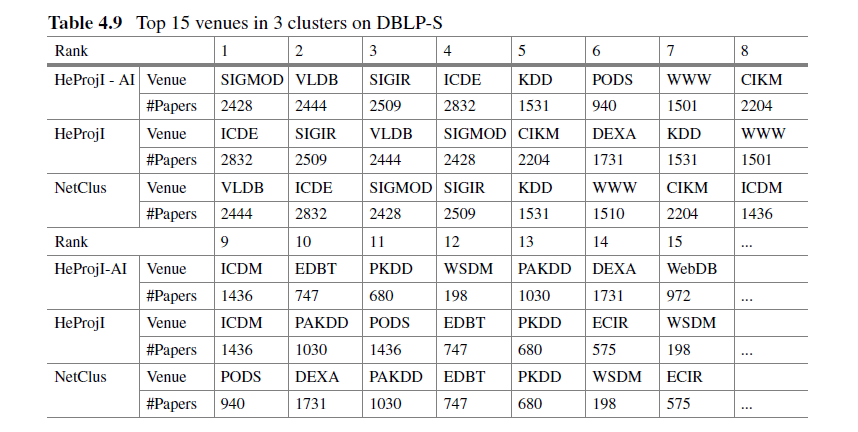 Table 4.9 Top 15 venues in 3 clusters on DBLP-S
Rank 1 2 3 4 5 6 7 8
HeProjI - AI Venue SIGMOD VLDB SIGIR ICDE KDD PODS WWW CIKM
#Papers 2428 2444 2509 2832 1531 940 1501 2204
HeProjI Venue ICDE SIGIR VLDB SIGMOD CIKM DEXA KDD WWW
#Papers 2832 2509 2444 2428 2204 1731 1531 1501
NetClus Venue VLDB ICDE SIGMOD SIGIR KDD WWW CIKM ICDM
#Papers 2444 2832 2428 2509 1531 1510 2204 1436
Rank 9 10 11 12 13 14 15 ...
HeProjI-AI Venue ICDM EDBT PKDD WSDM PAKDD DEXA WebDB
#Papers 1436 747 680 198 1030 1731 972 ...
HeProjI Venue ICDM PAKDD PODS EDBT PKDD ECIR WSDM
#Papers 1436 1030 1436 747 680 575 198 ...
NetClus Venue PODS DEXA PAKDD EDBT PKDD WSDM ECIR
#Papers 940 1731 1030 747 680 198 575 ...